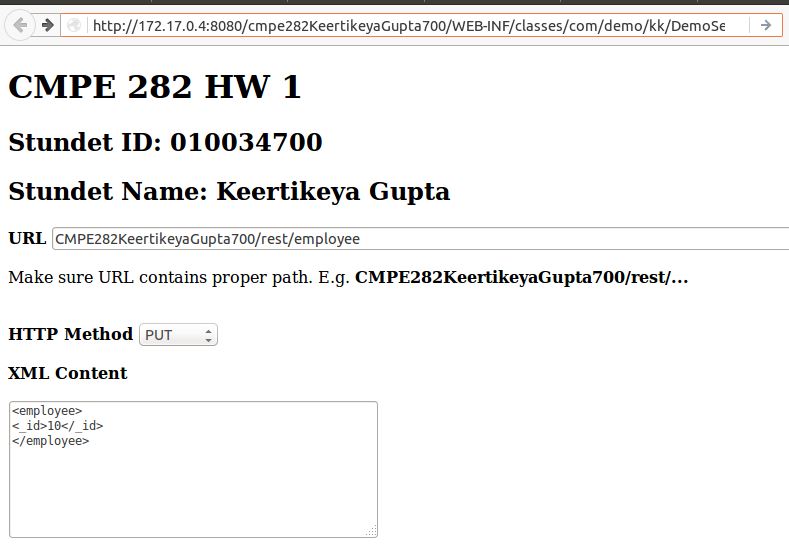 http://172.17.0.4:8080/cmpe282KeertikeyaGupta700/WEB-INF/classes/com/demo/kk/DemoSe
CMPE 282 HW 1
Stundet ID: 010034700
Stundet Name: Keertikeya Gupta
URL CMPE282KeertikeyaGupta700/rest/employee
Make sure URL contains proper path. E.g. CMPE282KeertikeyaGupta700/rest/...
HTTP Method PUT
XML Content
<employee>
<_id>10</_id>
</employee>